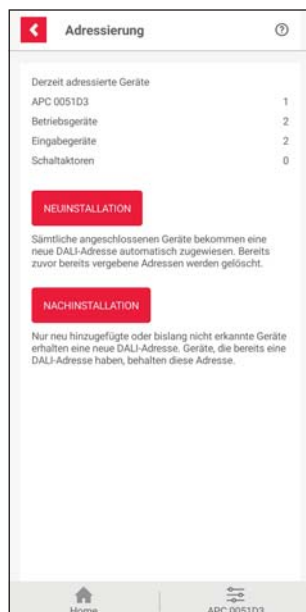 Adressierung
Derzeit adressierte Geräte
APC 0051D3 1
Betriebsgeräte 2
Eingabegeräte 2
Schaltaktoren 0
NEUINSTALLATION
Sämtliche angeschlossenen Geräte bekommen eine
neue DALI-Adresse automatisch zugewiesen. Bereits
zuvor bereits vergebene Adressen werden gelöscht.
NACHINSTALLATION
Nur neu hinzugefügte oder bislang nicht erkannte Geräte
erhalten eine neue DALI-Adresse. Geräte, die bereits eine
DALI-Adresse haben, behalten diese Adresse.
Home APC 0051D3